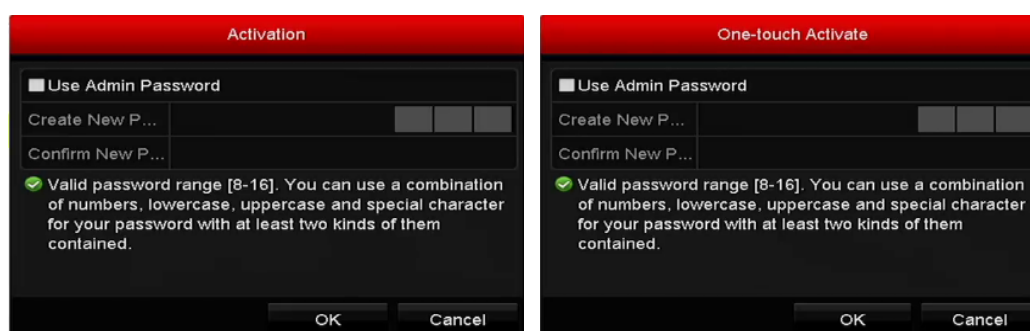 Activation
Use Admin Password
Create New P...
Confirm New P...
Valid password range [8-16]. You can use a combination
of numbers, lowercase, uppercase and special character
for your password with at least two kinds of them
contained.
OK Cancel
One-touch Activate
Use Admin Password
Create New P...
Confirm New P...
Valid password range [8-16]. You can use a combination
of numbers, lowercase, uppercase and special character
for your password with at least two kinds of them
contained.
OK Cancel